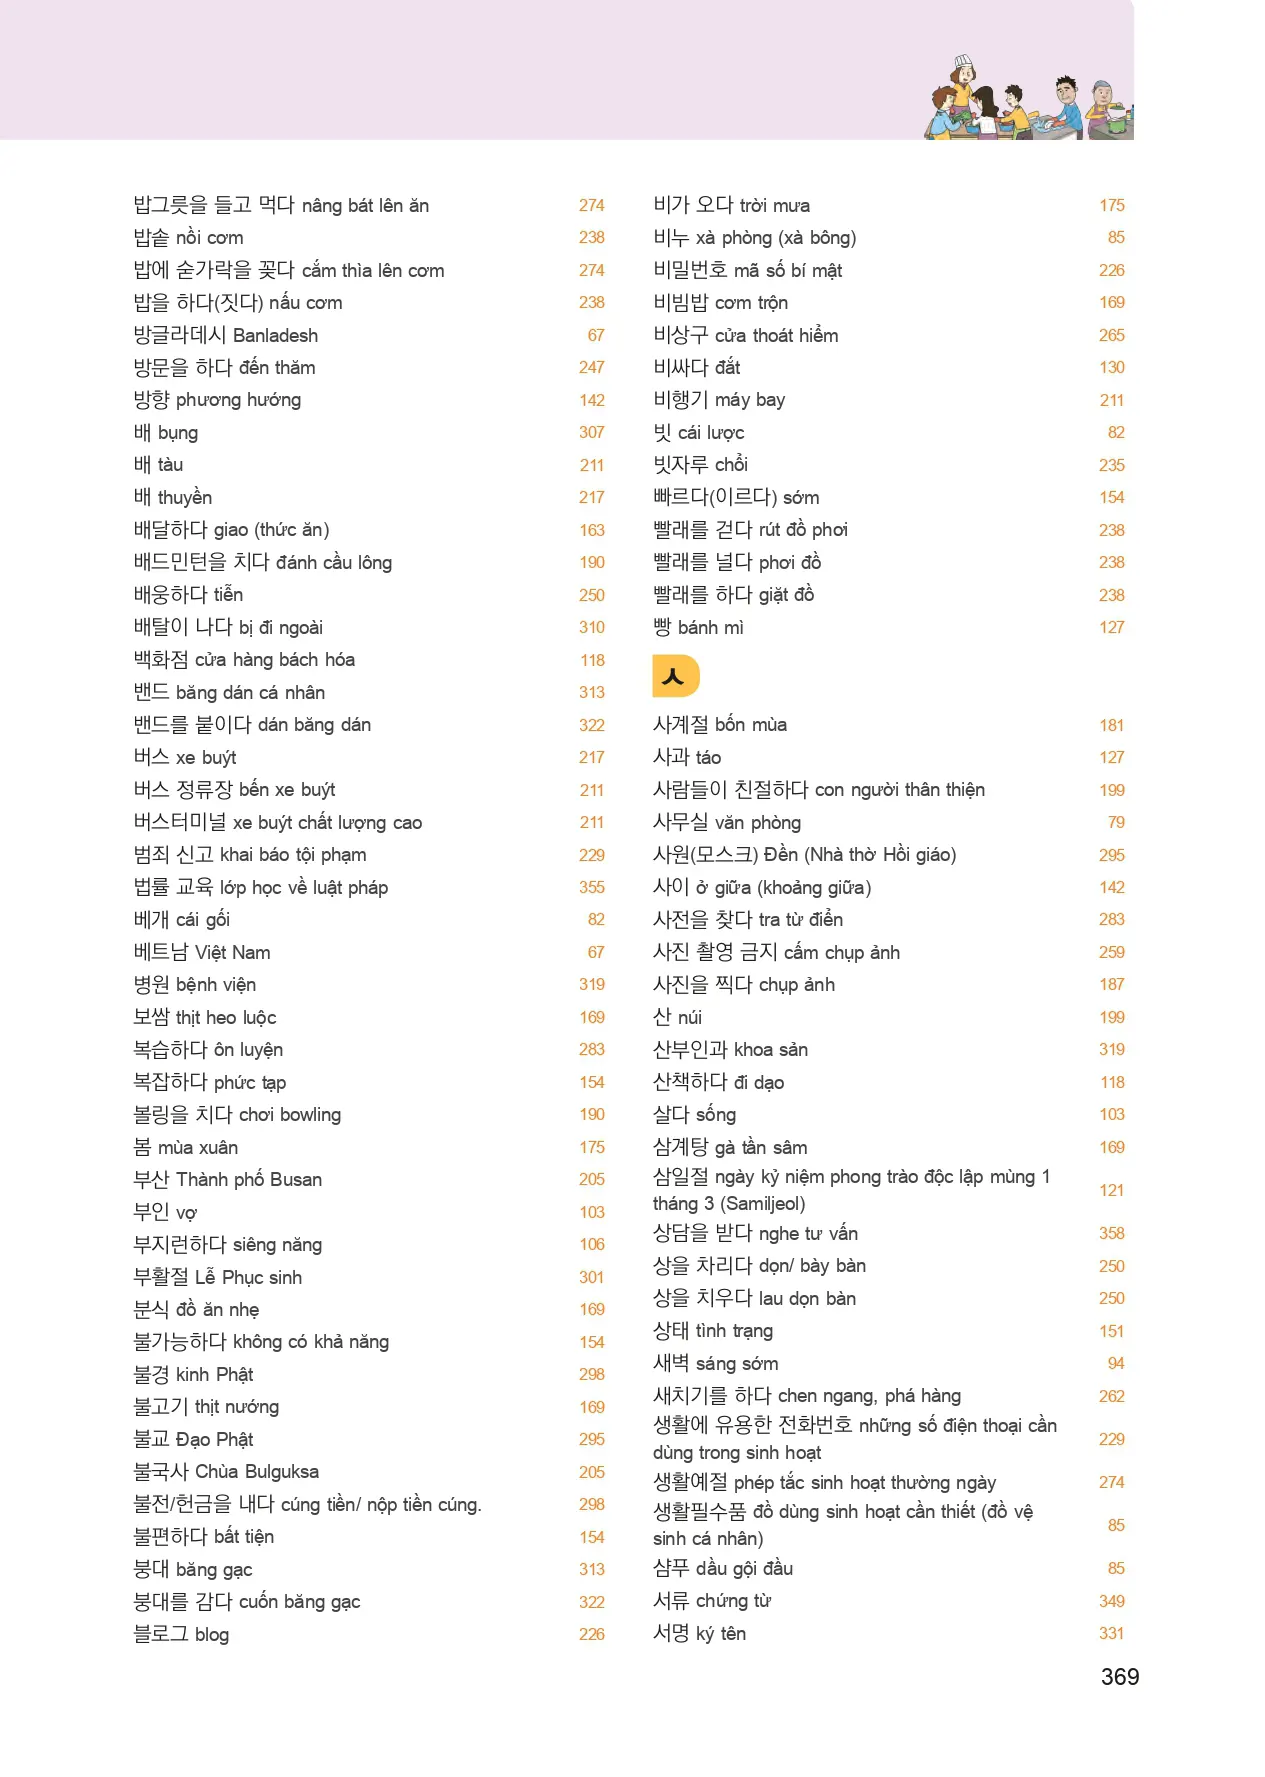 밥그릇을 들고 먹다 nâng bát lên ăn 274
밥솥 nồi cơm 238
밥에 숟가락을 꽂다 cắm thìa lên cơm 274
밥을 하다(짓다) nấu cơm 238
방글라데시 Banladesh 67
방문을 하다 đến thăm 247
방향 phương hướng 142
배 bụng 307
배 tàu 211
배 thuyền 217
배달하다 giao (thức ăn) 163
배드민턴을 치다 đánh cầu lông 190
배웅하다 tiễn 250
배탈이 나다 bị đi ngoài 310
백화점 cửa hàng bách hóa 118
밴드 băng dán cá nhân 313
밴드를 붙이다 dán băng dán 322
버스 xe buýt 217
버스 정류장 bến xe buýt 211
버스터미널 xe buýt chất lượng cao 211
범죄 신고 khai báo tội phạm 229
법률 교육 lớp học về luật pháp 355
베개 cái gối 82
베트남 Việt Nam 67
병원 bệnh viện 319
보쌈 thịt heo luộc 169
복습하다 ôn luyện 283
복잡하다 phức tạp 154
볼링을 치다 chơi bowling 190
봄 mùa xuân 175
부산 Thành phố Busan 205
부인 vợ 103
부지런하다 siêng năng 106
부활절 Lễ Phục sinh 301
분식 đồ ăn nhẹ 169
불가능하다 không có khả năng 154
불경 kinh Phật 298
불고기 thịt nướng 169
불교 Đạo Phật 295
불국사 Chùa Bulguksa 205
불전/헌금을 내다 cúng tiền/ nộp tiền cúng. 298
불편하다 bất tiện 154
붕대 băng gạc 313
붕대를 감다 cuốn băng gạc 322
블로그 blog 226
비가 오다 trời mưa 175
비누 xà phòng (xà bông) 85
비밀번호 mã số bí mật 226
비빔밥 cơm trộn 169
비상구 cửa thoát hiểm 265
비싸다 đắt 130
비행기 máy bay 211
빗 cái lược 82
빗자루 chổi 235
빠르다(이르다) sớm 154
빨래를 걷다 rút đồ phơi 238
빨래를 널다 phơi đồ 238
빨래를 하다 giặt đồ 238
빵 bánh mì 127
ㅅ
사계절 bốn mùa 181
사과 táo 127
사람들이 친절하다 con người thân thiện 199
사무실 văn phòng 79
사원(모스크) Đền (Nhà thờ Hồi giáo) 295
사이 ở giữa (khoảng giữa) 142
사전을 찾다 tra từ điển 283
사진 촬영 금지 cấm chụp ảnh 259
사진을 찍다 chụp ảnh 187
산 núi 199
산부인과 khoa sản 319
산책하다 đi dạo 118
살다 sống 103
삼계탕 gà tần sâm 169
삼일절 ngày kỷ niệm phong trào độc lập mùng 1
tháng 3 (Samiljeol) 121
상담을 받다 nghe tư vấn 358
상을 차리다 dọn/ bày bàn 250
상을 치우다 lau dọn bàn 250
상태 tình trạng 151
새벽 sáng sớm 94
새치기를 하다 chen ngang, phá hàng 262
생활에 유용한 전화번호 những số điện thoại cần
dùng trong sinh hoạt 229
생활예절 phép tắc sinh hoạt thường ngày 274
생활필수품 đồ dùng sinh hoạt cần thiết (đồ vệ
sinh cá nhân) 85
샴푸 dầu gội đầu 85
서류 chứng từ 349
서명 ký tên 331
369